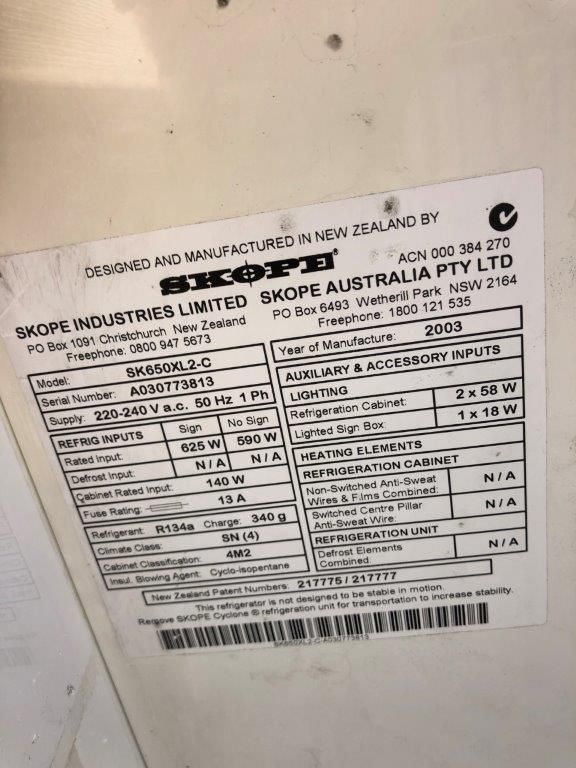 DESIGNED AND MANUFACTURED IN NEW ZEALAND BY
SKOPE®
SKOPE INDUSTRIES LIMITED
PO Box 1091 Christchurch New Zealand
Freephone: 0800 947 5673
ACN 000 384 270
SKOPE AUSTRALIA PTY LTD
PO Box 6493 Wetherill Park NSW 2164
Freephone: 1800 121 535
Model: SK650XL2-C
Serial Number: A030773813
Supply: 220-240 V a.c. 50 Hz 1 Ph
REFRIG INPUTS Sign No Sign
Rated Input: 625 W 590 W
Defrost Input: N/A N/A
Cabinet Rated Input: 140 W
Fuse Rating: 13 A
Refrigerant: R134a Charge: 340 g
Climate Class: SN (4)
Cabinet Classification: 4M2
Insul. Blowing Agent: Cyclo-isopentane
Year of Manufacture: 2003
AUXILIARY & ACCESSORY INPUTS
LIGHTING
Refrigeration Cabinet: 2 x 58 W
Lighted Sign Box: 1 x 18 W
HEATING ELEMENTS
REFRIGERATION CABINET
Non-Switched Anti-Sweat
Wires & Films Combined: N/A
Switched Centre Pillar
Anti-Sweat Wire: N/A
REFRIGERATION UNIT
Defrost Elements
Combined: N/A
New Zealand Patent Numbers: 217775 / 217777
This refrigerator is not designed to be stable in motion.
Remove SKOPE Cyclone ® refrigeration unit for transportation to increase stability.
SK650XL2-C-A030773813